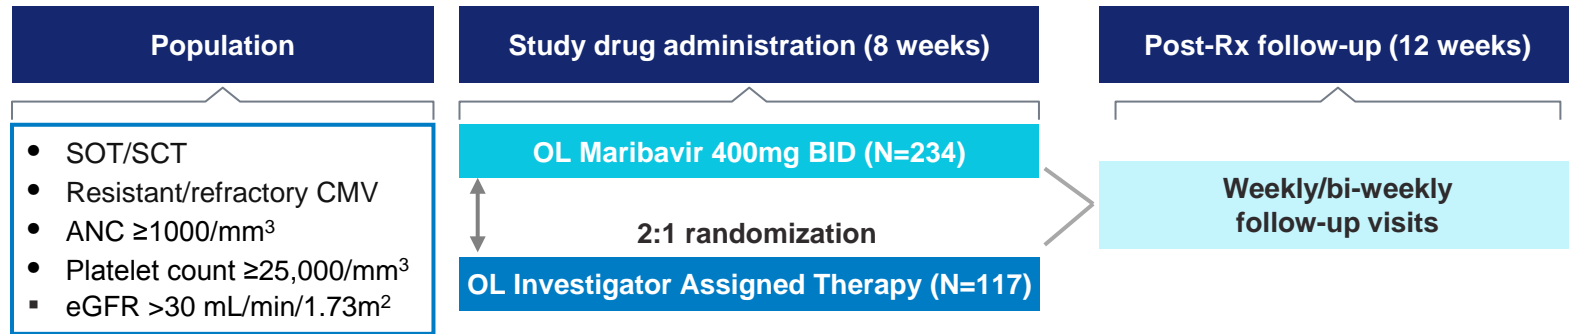 Population
Study drug administration (8 weeks)
Post-Rx follow-up (12 weeks)
• SOT/SCT
• Resistant/refractory CMV
• ANC ≥1000/mm³
• Platelet count ≥25,000/mm³
▪ eGFR >30 mL/min/1.73m²
OL Maribavir 400mg BID (N=234)
2:1 randomization
OL Investigator Assigned Therapy (N=117)
Weekly/bi-weekly
follow-up visits